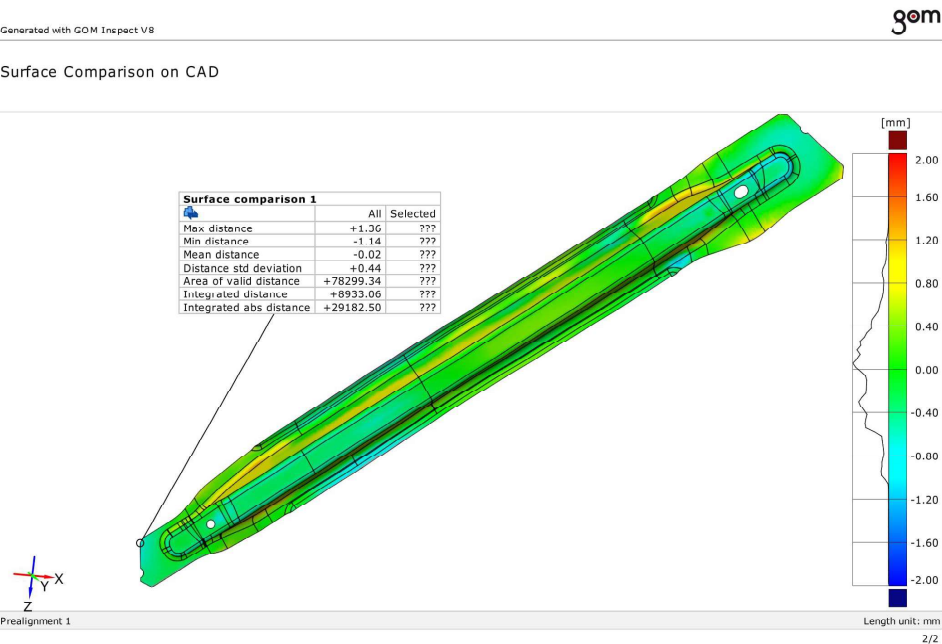 gom
Generated with GOM Inspect V8
Surface Comparison on CAD
[mm]
Surface comparison 1
All Selected
Max distance +1.36 ???
Min distance -1.14 ???
Mean distance -0.02 ???
Distance std deviation +0.44 ???
Area of valid distance +78299.34 ???
Integrated distance +8933.06 ???
Integrated abs distance +29182.50 ???
2.00
1.60
1.20
0.80
0.40
0.00
-0.40
-0.00
-1.20
-1.60
-2.00
X
Y
Z
Prealignment 1
Length unit: mm
2/2